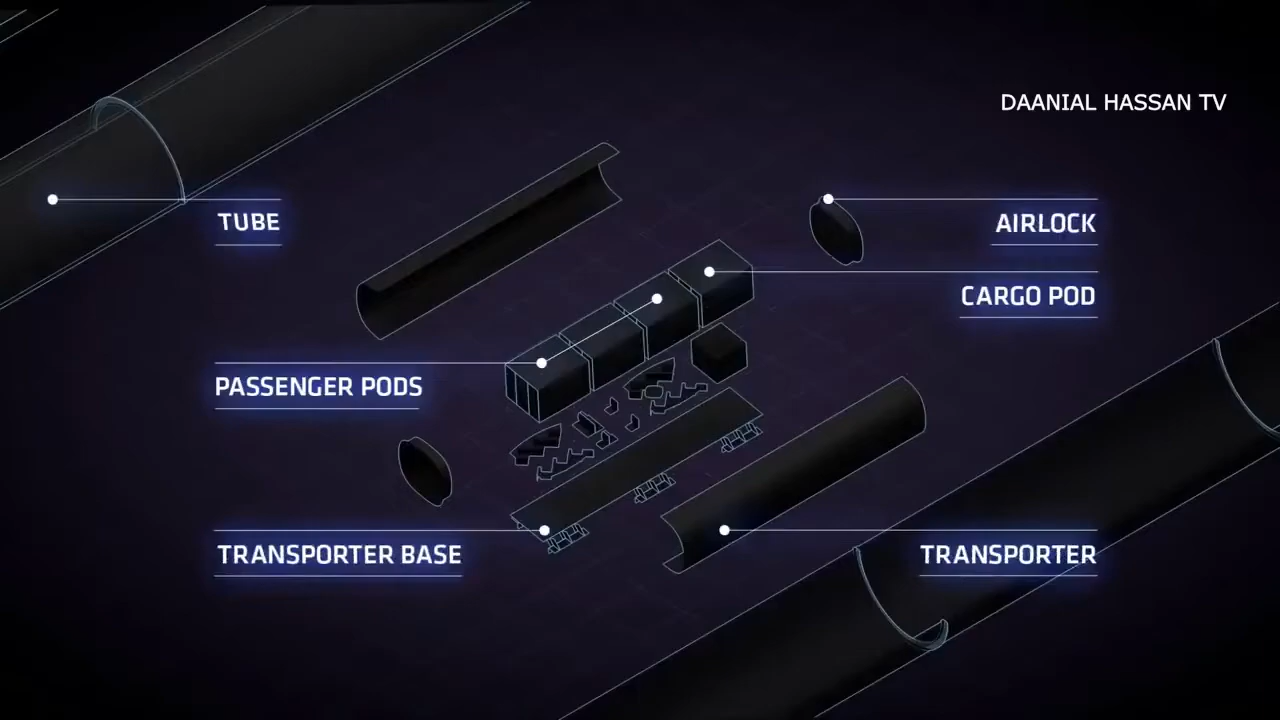 DAANIAL HASSAN TV
TUBE
AIRLOCK
CARGO POD
PASSENGER PODS
TRANSPORTER BASE
TRANSPORTER